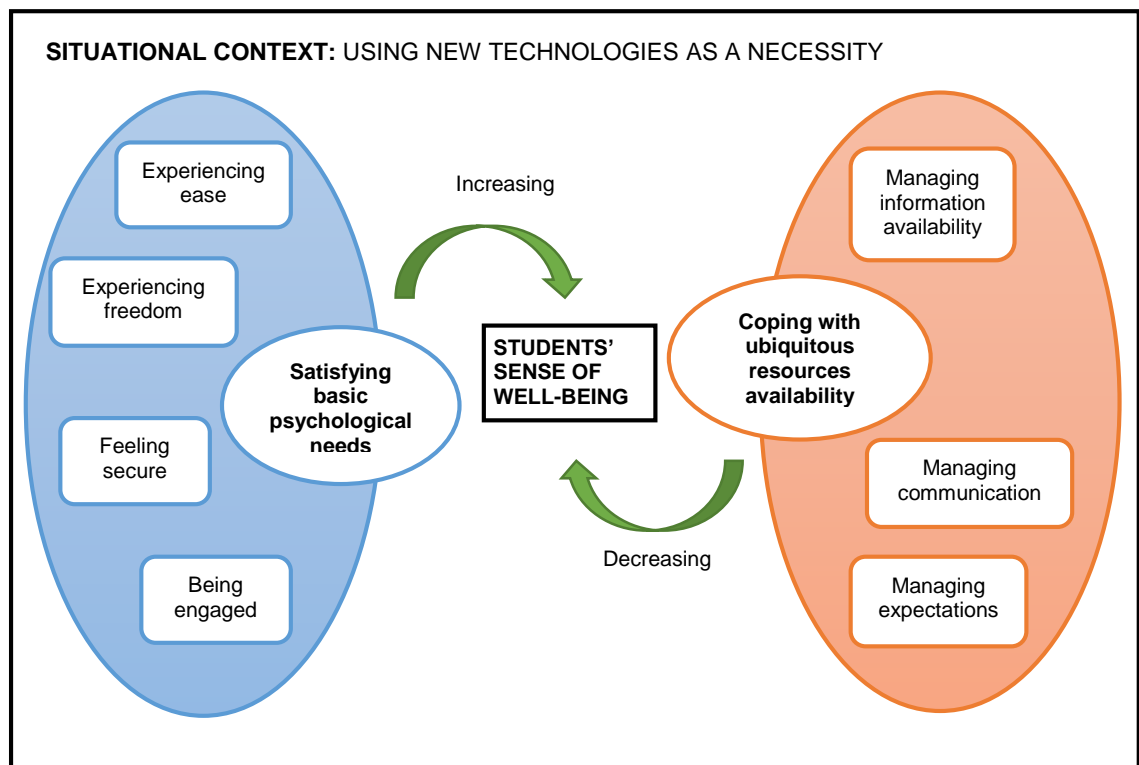 SITUATIONAL CONTEXT: USING NEW TECHNOLOGIES AS A NECESSITY
Experiencing
ease
Experiencing
freedom
Satisfying
basic
psychological
needs
Feeling
secure
Being
engaged
Increasing
STUDENTS'
SENSE OF
WELL-BEING
Decreasing
Managing
information
availability
Coping with
ubiquitous
resources
availability
Managing
communication
Managing
expectations